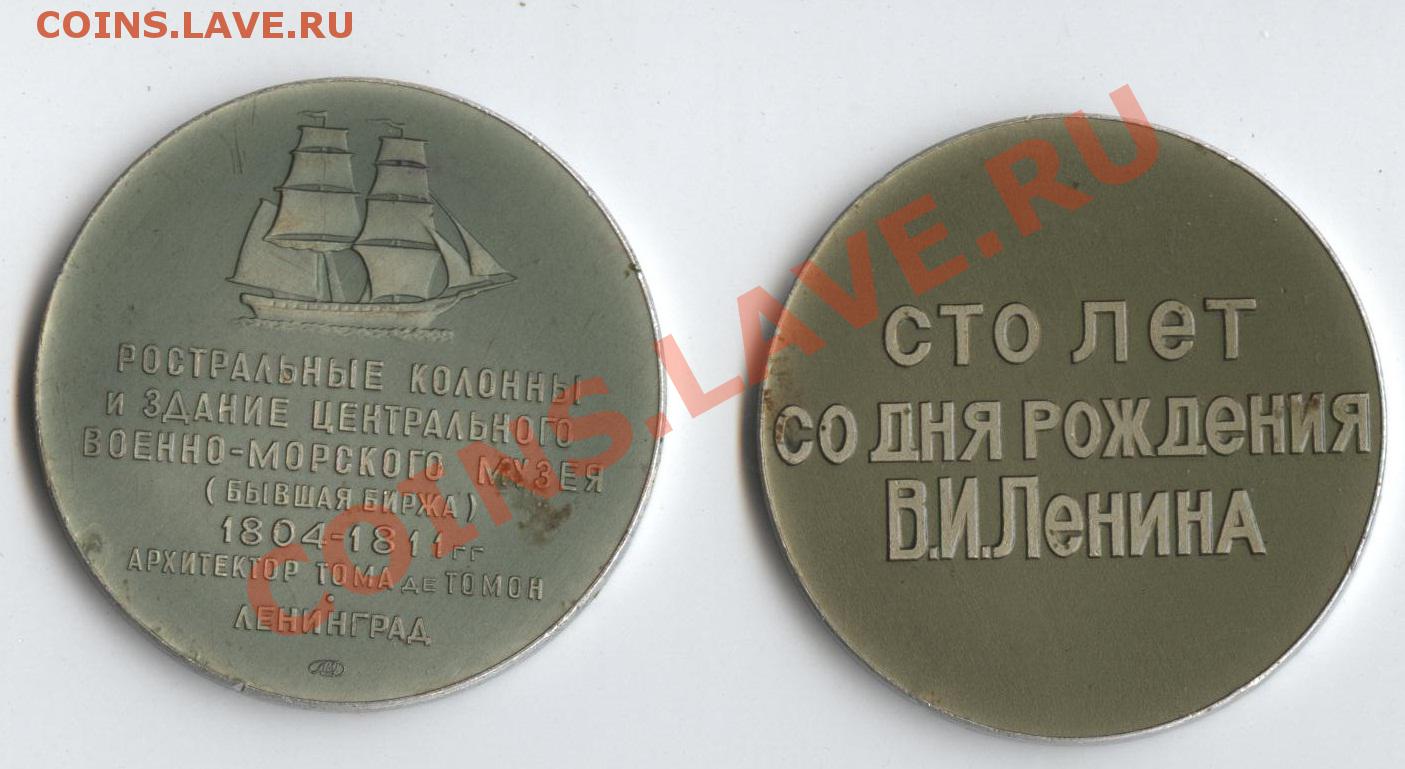 COINS.LAVE.RU
РОСТРАЛЬНЫЕ КОЛОННЫ
И ЗДАНИЕ ЦЕНТРАЛЬНОГО
ВОЕННО-МОРСКОГО МУЗЕЯ
(БЫВШАЯ БИРЖА)
1804-1811 ГГ
АРХИТЕКТОР ТОМА ДЕ ТОМОН
ЛЕНИНГРАД
СТО ЛЕТ
СО ДНЯ РОЖДЕНИЯ
В.И.ЛЕНИНА
COINS.LAVE.RU